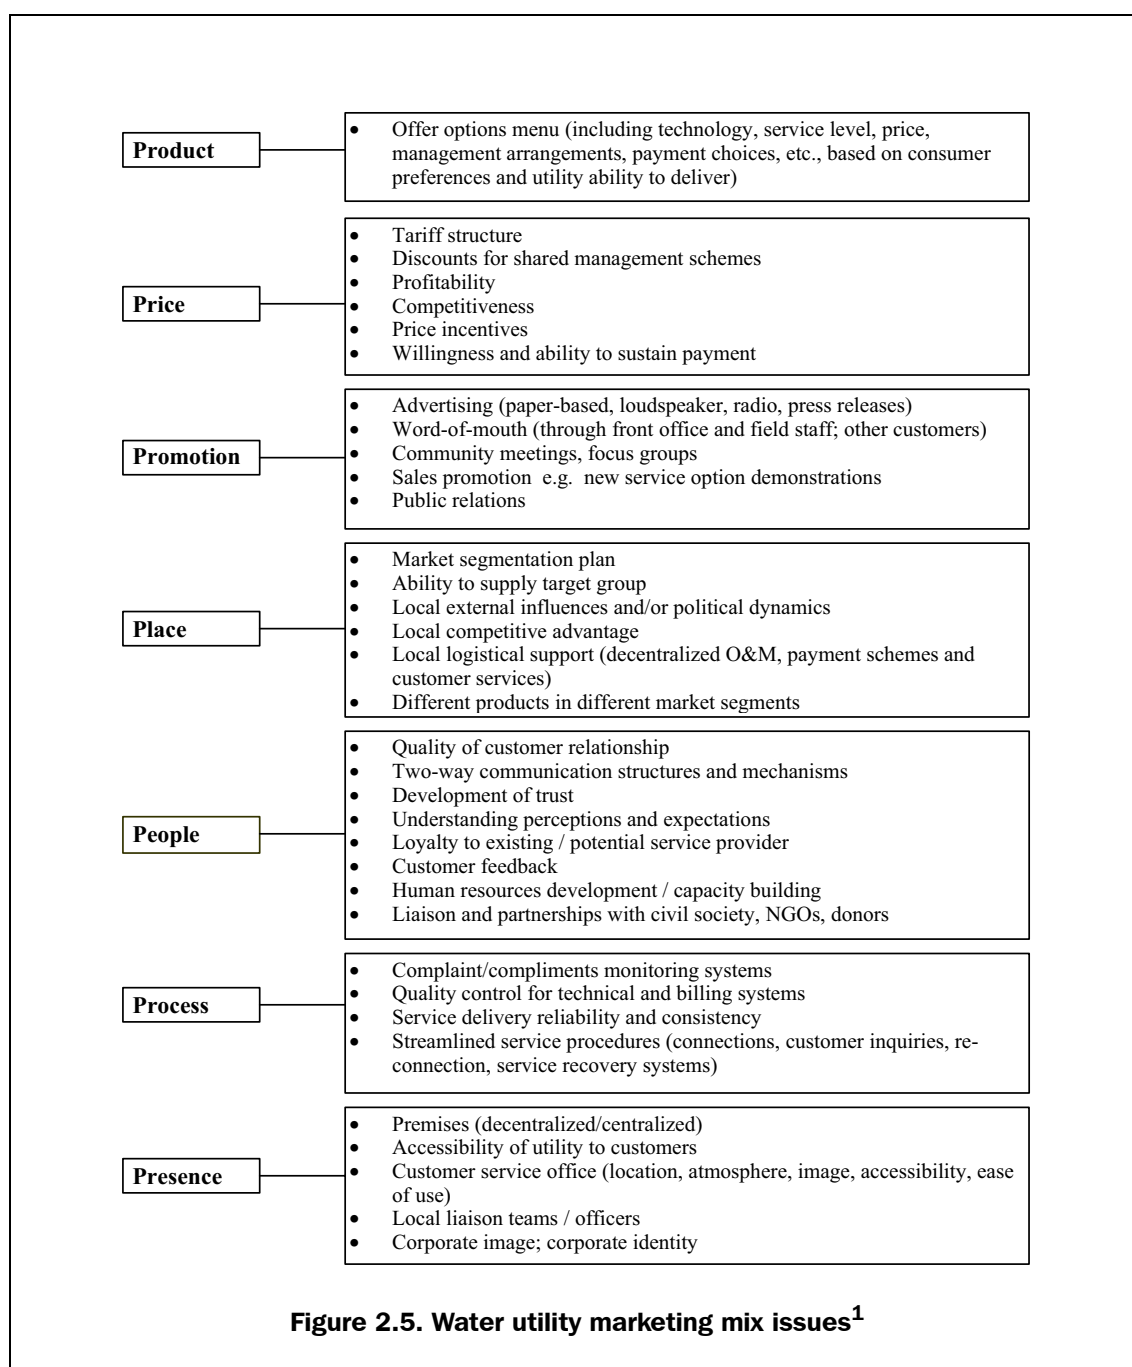 Product
• Offer options menu (including technology, service level, price,
management arrangements, payment choices, etc., based on consumer
preferences and utility ability to deliver)
Price
• Tariff structure
• Discounts for shared management schemes
• Profitability
• Competitiveness
• Price incentives
• Willingness and ability to sustain payment
Promotion
• Advertising (paper-based, loudspeaker, radio, press releases)
• Word-of-mouth (through front office and field staff; other customers)
• Community meetings, focus groups
• Sales promotion e.g. new service option demonstrations
• Public relations
Place
• Market segmentation plan
• Ability to supply target group
• Local external influences and/or political dynamics
• Local competitive advantage
• Local logistical support (decentralized O&M, payment schemes and
customer services)
• Different products in different market segments
People
• Quality of customer relationship
• Two-way communication structures and mechanisms
• Development of trust
• Understanding perceptions and expectations
• Loyalty to existing / potential service provider
• Customer feedback
• Human resources development / capacity building
• Liaison and partnerships with civil society, NGOs, donors
Process
• Complaint/compliments monitoring systems
• Quality control for technical and billing systems
• Service delivery reliability and consistency
• Streamlined service procedures (connections, customer inquiries, re-
connection, service recovery systems)
Presence
• Premises (decentralized/centralized)
• Accessibility of utility to customers
• Customer service office (location, atmosphere, image, accessibility, ease
of use)
• Local liaison teams / officers
• Corporate image; corporate identity
Figure 2.5. Water utility marketing mix issues¹